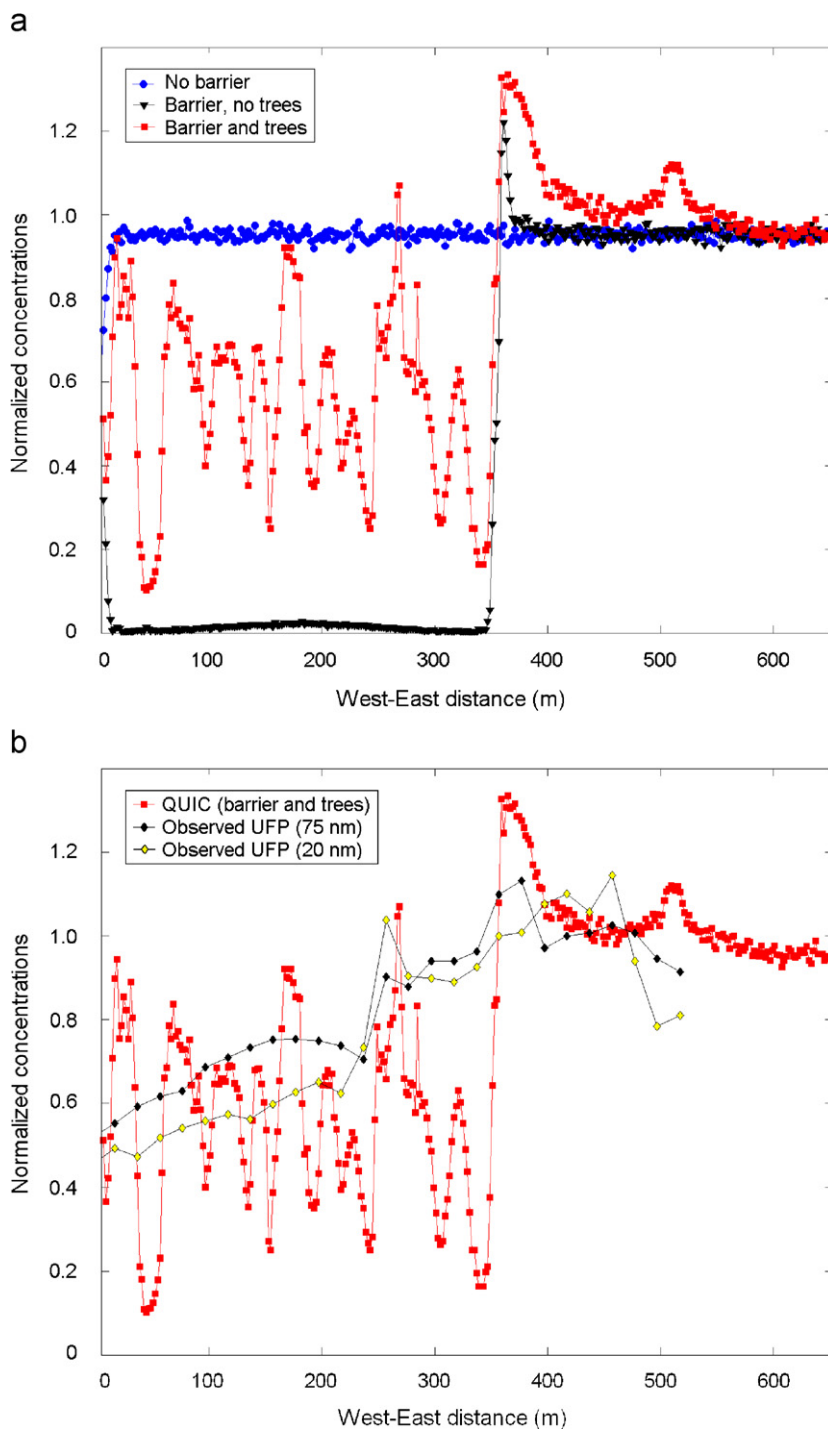 a
No barrier
Barrier, no trees
Barrier and trees
1.2
1.0
0.8
0.6
0.4
0.2
0
Normalized concentrations
0 100 200 300 400 500 600
West-East distance (m)
b
QUIC (barrier and trees)
Observed UFP (75 nm)
Observed UFP (20 nm)
1.2
1.0
0.8
0.6
0.4
0.2
0
Normalized concentrations
0 100 200 300 400 500 600
West-East distance (m)